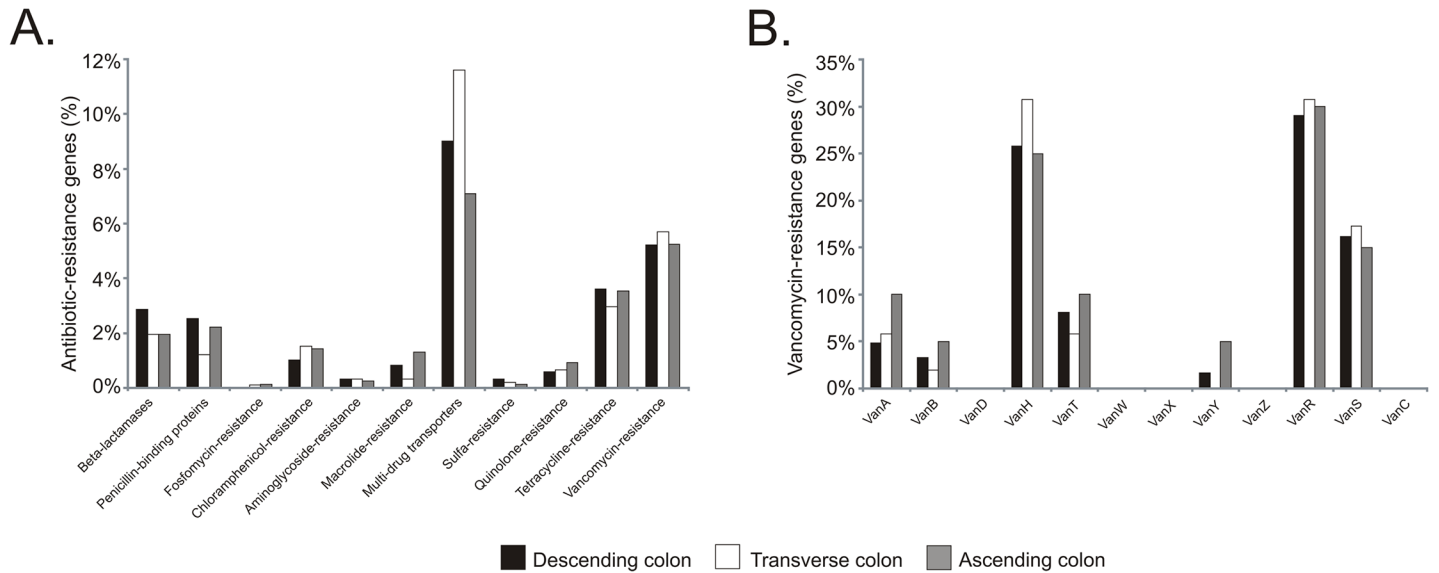 A.
Antibiotic-resistance genes (%)
12%
10%
8%
6%
4%
2%
0%
Beta-lactamases
Penicillin-binding proteins
Fosfomycin-resistance
Chloramphenicol-resistance
Aminoglycoside-resistance
Macrolide-resistance
Multi-drug transporters
Sulfa-resistance
Quinolone-resistance
Tetracycline-resistance
Vancomycin-resistance
B.
Vancomycin-resistance genes (%)
35%
30%
25%
20%
15%
10%
5%
0%
VanA
VanB
VanD
VanH
VanT
VanW
VanX
VanY
VanZ
VanR
VanS
VanC
Descending colon
Transverse colon
Ascending colon